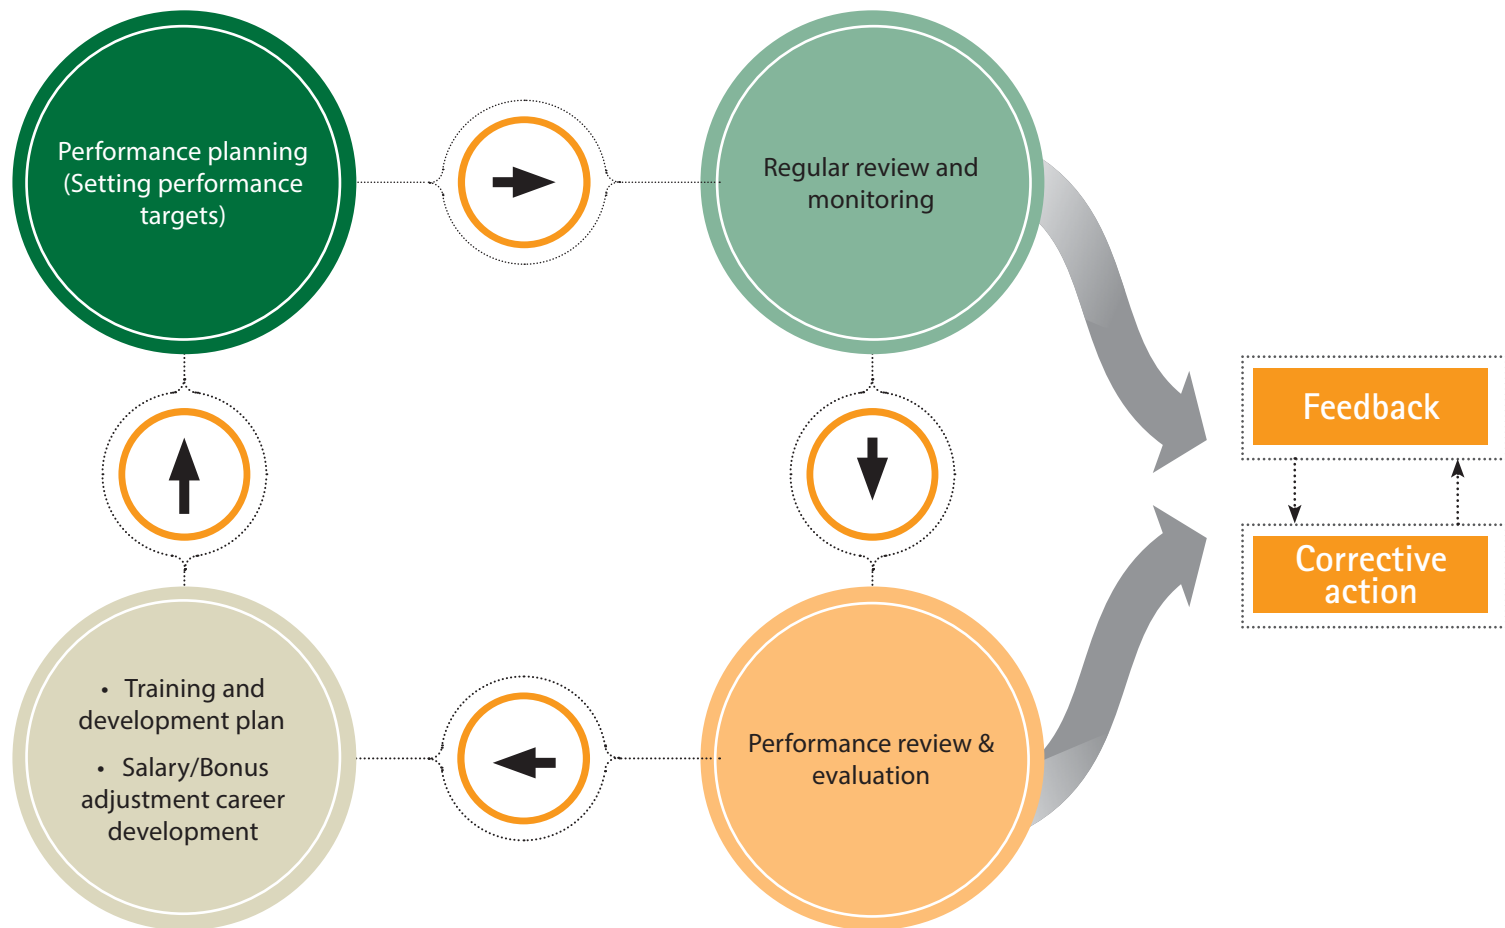 Performance planning
(Setting performance
targets)
Regular review and
monitoring
Feedback
Corrective
action
• Training and
development plan
• Salary/Bonus
adjustment career
development
Performance review &
evaluation